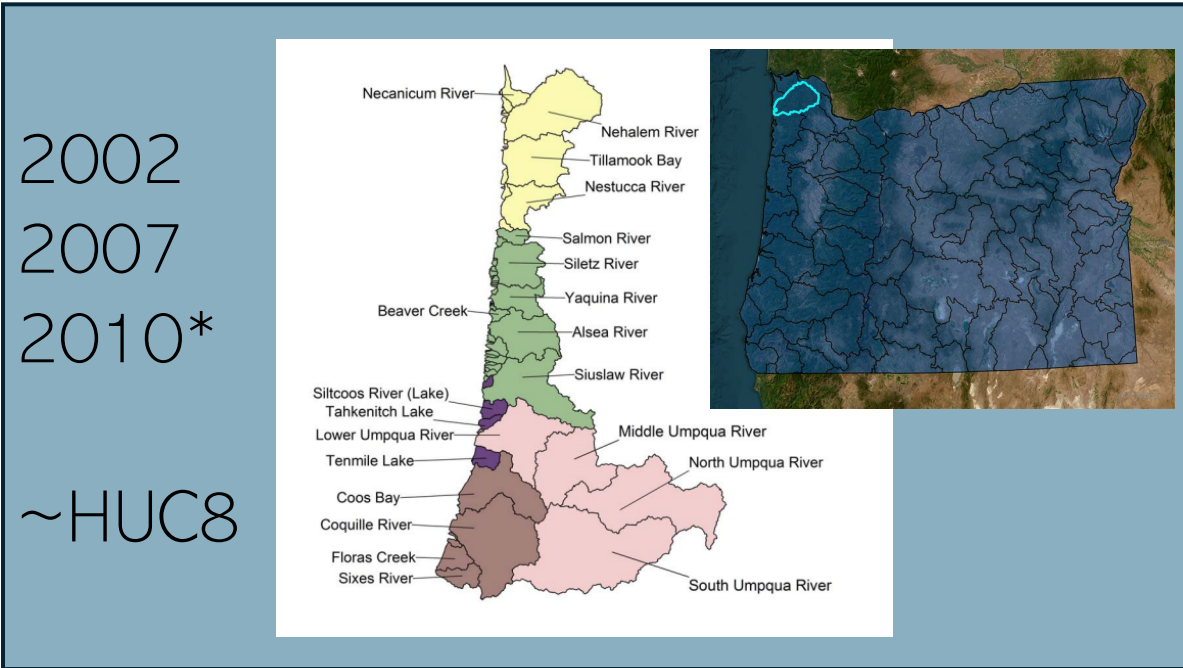 2002
2007
2010*
~HUC8
Necanicum River
Nehalem River
Tillamook Bay
Nestucca River
Salmon River
Siletz River
Yaquina River
Beaver Creek
Alsea River
Siuslaw River
Siltcoos River (Lake)
Tahkenitch Lake
Lower Umpqua River
Middle Umpqua River
Tenmile Lake
North Umpqua River
Coos Bay
Coquille River
Floras Creek
Sixes River
South Umpqua River